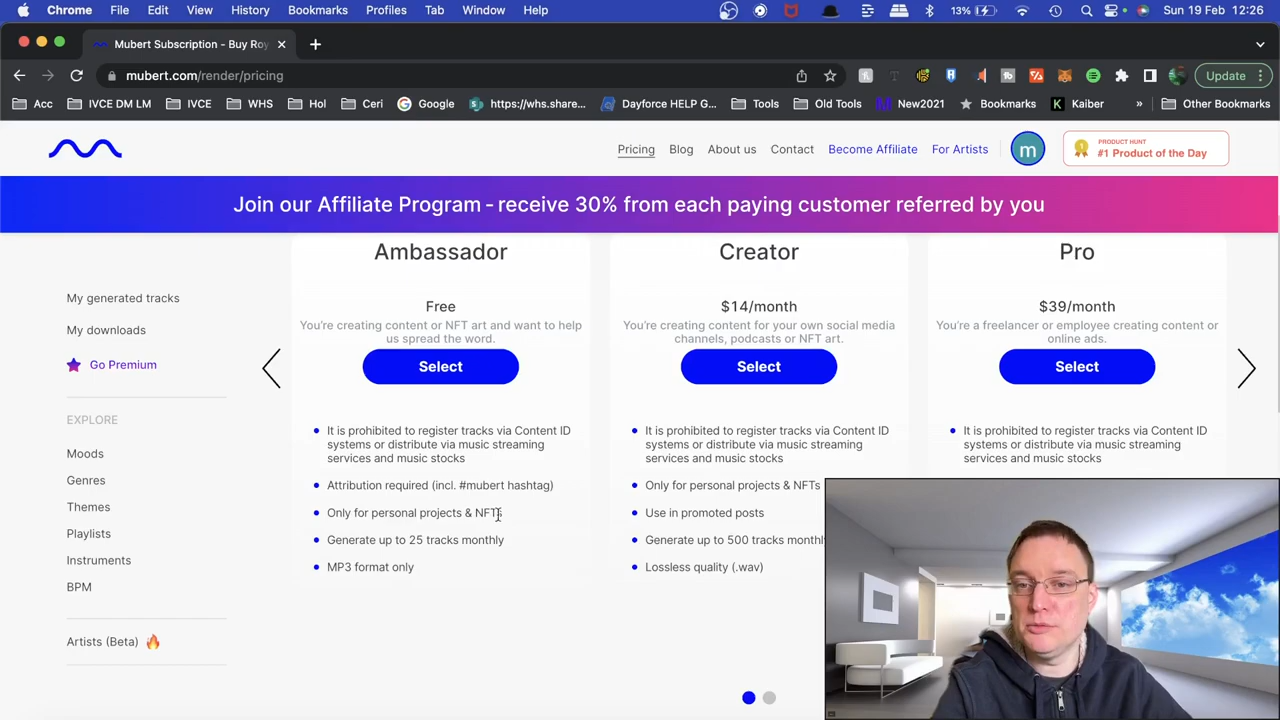 Chrome File Edit View History Bookmarks Profiles Tab Window Help 13% Sun 19 Feb 12:26
Mubert Subscription - Buy Roy
mubert.com/render/pricing Update
Acc IVCE DM LM IVCE WHS Hol Ceri Google https://whs.share... Dayforce HELP G... Tools Old Tools New2021 Bookmarks Kaiber » Other Bookmarks
Pricing Blog About us Contact Become Affiliate For Artists m PRODUCT HUNT
#1 Product of the Day
Join our Affiliate Program - receive 30% from each paying customer referred by you
My generated tracks
My downloads
Go Premium
EXPLORE
Moods
Genres
Themes
Playlists
Instruments
BPM
Artists (Beta)
Ambassador
Free
You're creating content or NFT art and want to help
us spread the word.
Select
It is prohibited to register tracks via Content ID
systems or distribute via music streaming
services and music stocks
Attribution required (incl. #mubert hashtag)
Only for personal projects & NFTs
Generate up to 25 tracks monthly
MP3 format only
Creator
$14/month
You're creating content for your own social media
channels, podcasts or NFT art.
Select
It is prohibited to register tracks via Content ID
systems or distribute via music streaming
services and music stocks
Only for personal projects & NFTs
Use in promoted posts
Generate up to 500 tracks monthly
Lossless quality (.wav)
Pro
$39/month
You're a freelancer or employee creating content or
online ads.
Select
It is prohibited to register tracks via Content ID
systems or distribute via music streaming
services and music stocks